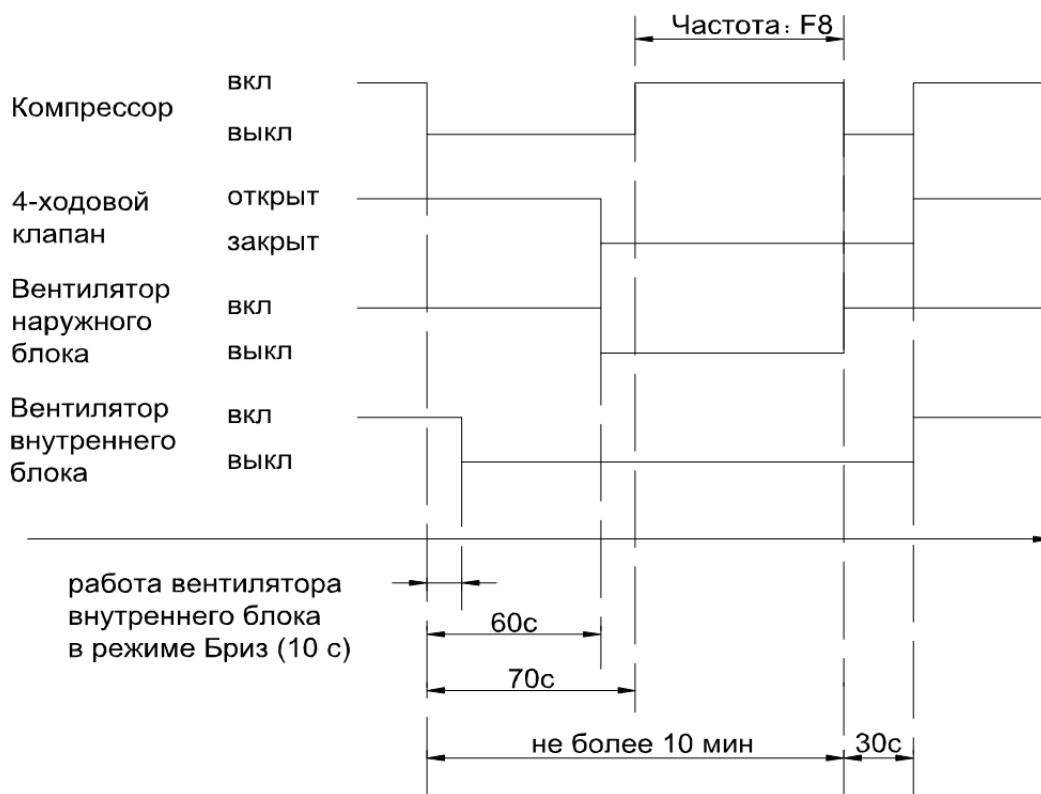 Частота: F8
Компрессор
вкл
выкл
4-ходовой
клапан
открыт
закрыт
Вентилятор
наружного
блока
вкл
выкл
Вентилятор
внутреннего
блока
вкл
выкл
работа вентилятора
внутреннего блока
в режиме Бриз (10 с)
60с
70с
не более 10 мин
30с